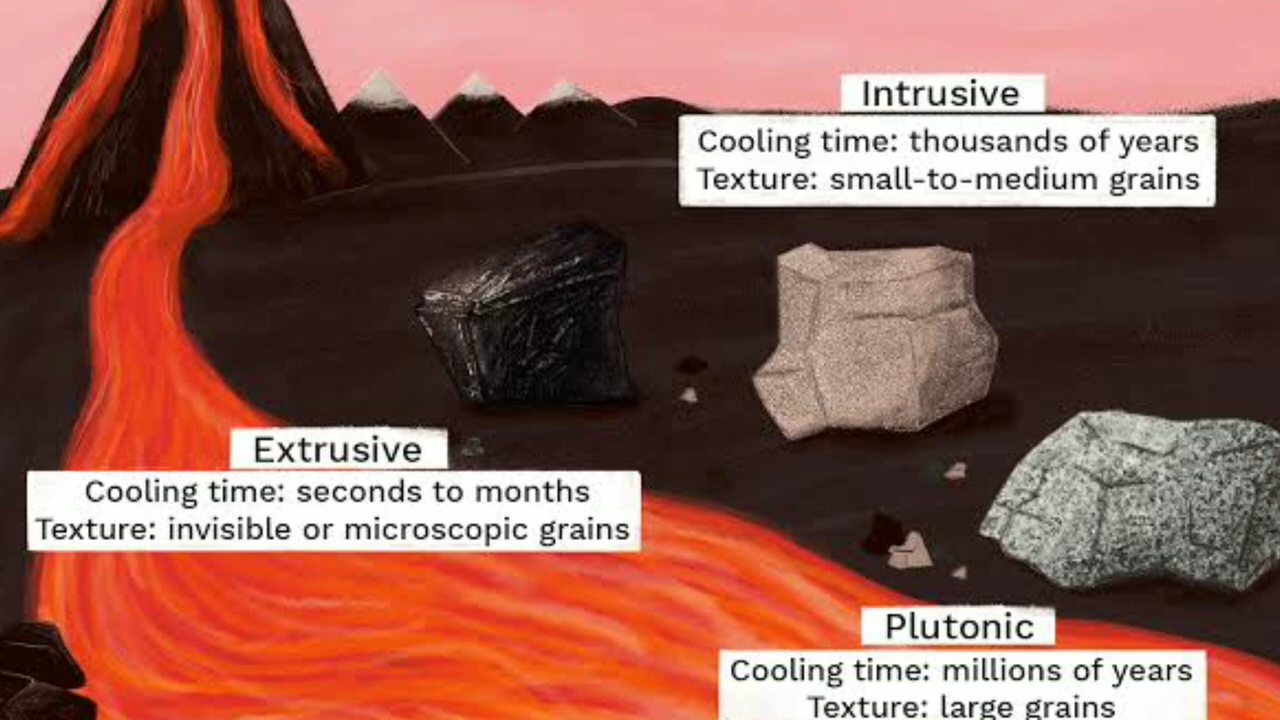 Intrusive
Cooling time: thousands of years
Texture: small-to-medium grains
Extrusive
Cooling time: seconds to months
Texture: invisible or microscopic grains
Plutonic
Cooling time: millions of years
Texture: large grains